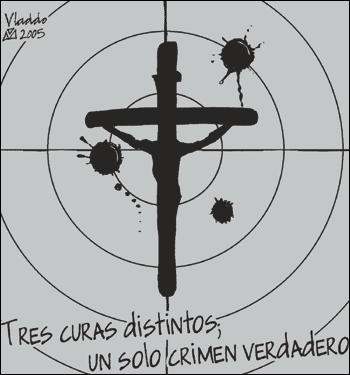 Vladdo
2005
Tres curas distintos;
un solo crimen verdadero